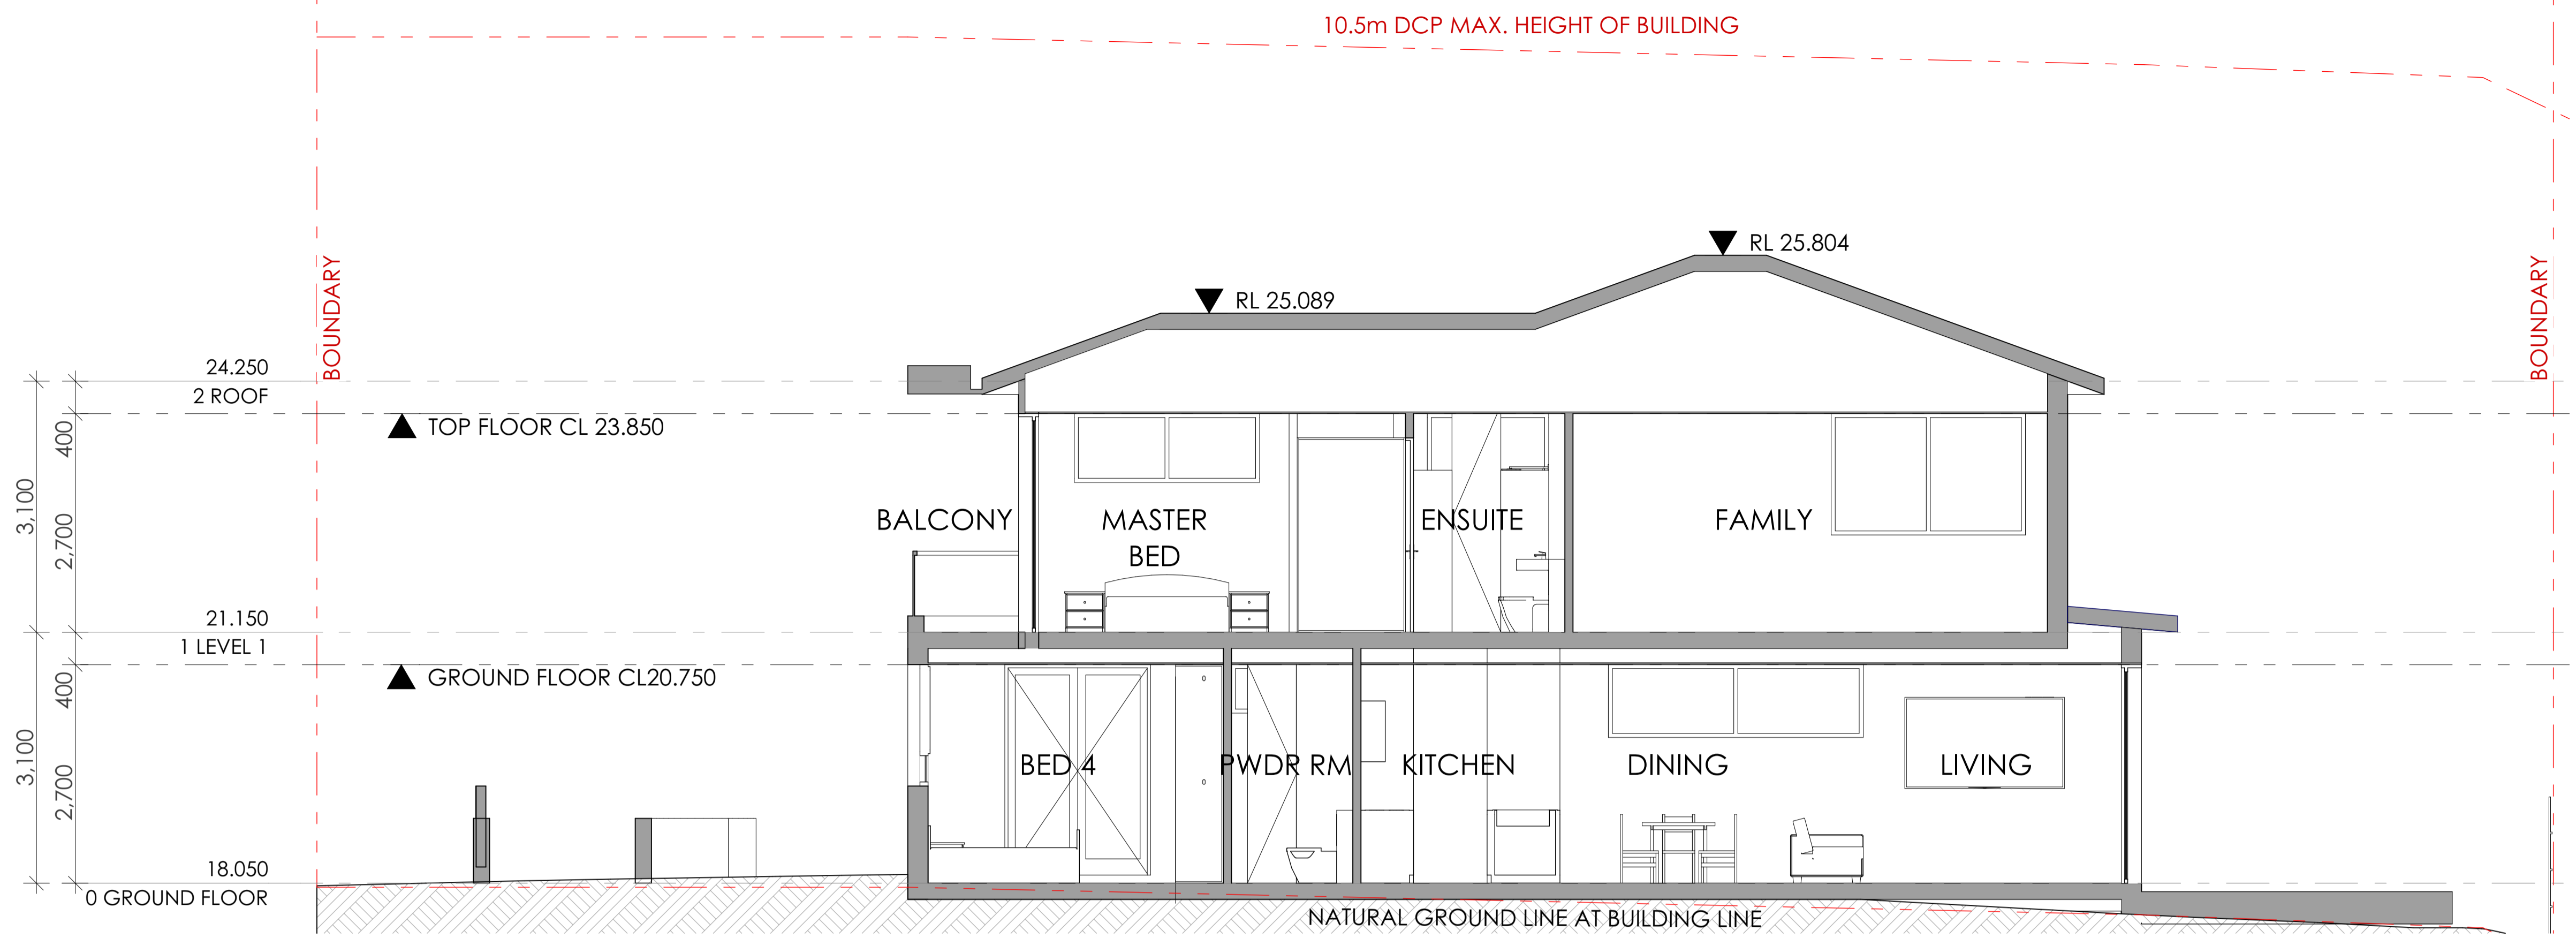 10.5m DCP MAX. HEIGHT OF BUILDING
RL 25.804
RL 25.089
BOUNDARY
BOUNDARY
24.250
2 ROOF
TOP FLOOR CL 23.850
400
3,100
2,700
BALCONY
MASTER
BED
ENSUITE
FAMILY
21.150
1 LEVEL 1
GROUND FLOOR CL20.750
400
3,100
2,700
BED 4
PWDR RM
KITCHEN
DINING
LIVING
18.050
0 GROUND FLOOR
NATURAL GROUND LINE AT BUILDING LINE